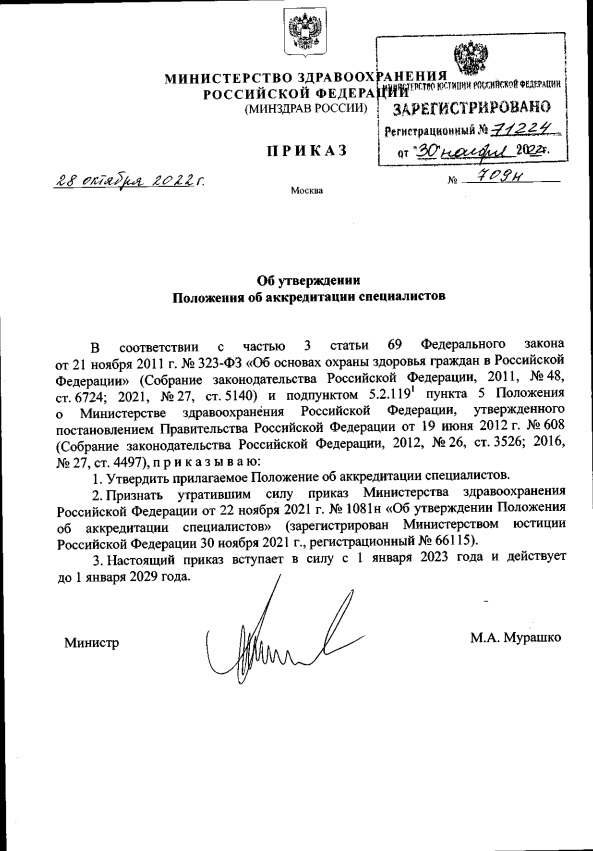 МИНИСТЕРСТВО ЗДРАВООХРАНЕНИЯ
РОССИЙСКОЙ ФЕДЕРАЦИИ
(МИНЗДРАВ РОССИИ)
МИНИСТЕРСТВО ЮСТИЦИИ РОССИЙСКОЙ ФЕДЕРАЦИИ
ЗАРЕГИСТРИРОВАНО
Регистрационный № 71224
от "30" ноября 2022г.
ПРИКАЗ
28 октября 2022 г.
Москва
№ 709н
Об утверждении
Положения об аккредитации специалистов
В соответствии с частью 3 статьи 69 Федерального закона
от 21 ноября 2011 г. № 323-ФЗ «Об основах охраны здоровья граждан в Российской
Федерации» (Собрание законодательства Российской Федерации, 2011, № 48,
ст. 6724; 2021, № 27, ст. 5140) и подпунктом 5.2.119¹ пункта 5 Положения
о Министерстве здравоохранения Российской Федерации, утвержденного
постановлением Правительства Российской Федерации от 19 июня 2012 г. № 608
(Собрание законодательства Российской Федерации, 2012, № 26, ст. 3526; 2016,
№ 27, ст. 4497), п р и к а з ы в а ю:
1. Утвердить прилагаемое Положение об аккредитации специалистов.
2. Признать утратившим силу приказ Министерства здравоохранения
Российской Федерации от 22 ноября 2021 г. № 1081н «Об утверждении Положения
об аккредитации специалистов» (зарегистрирован Министерством юстиции
Российской Федерации 30 ноября 2021 г., регистрационный № 66115).
3. Настоящий приказ вступает в силу с 1 января 2023 года и действует
до 1 января 2029 года.
Министр
М.А. Мурашко